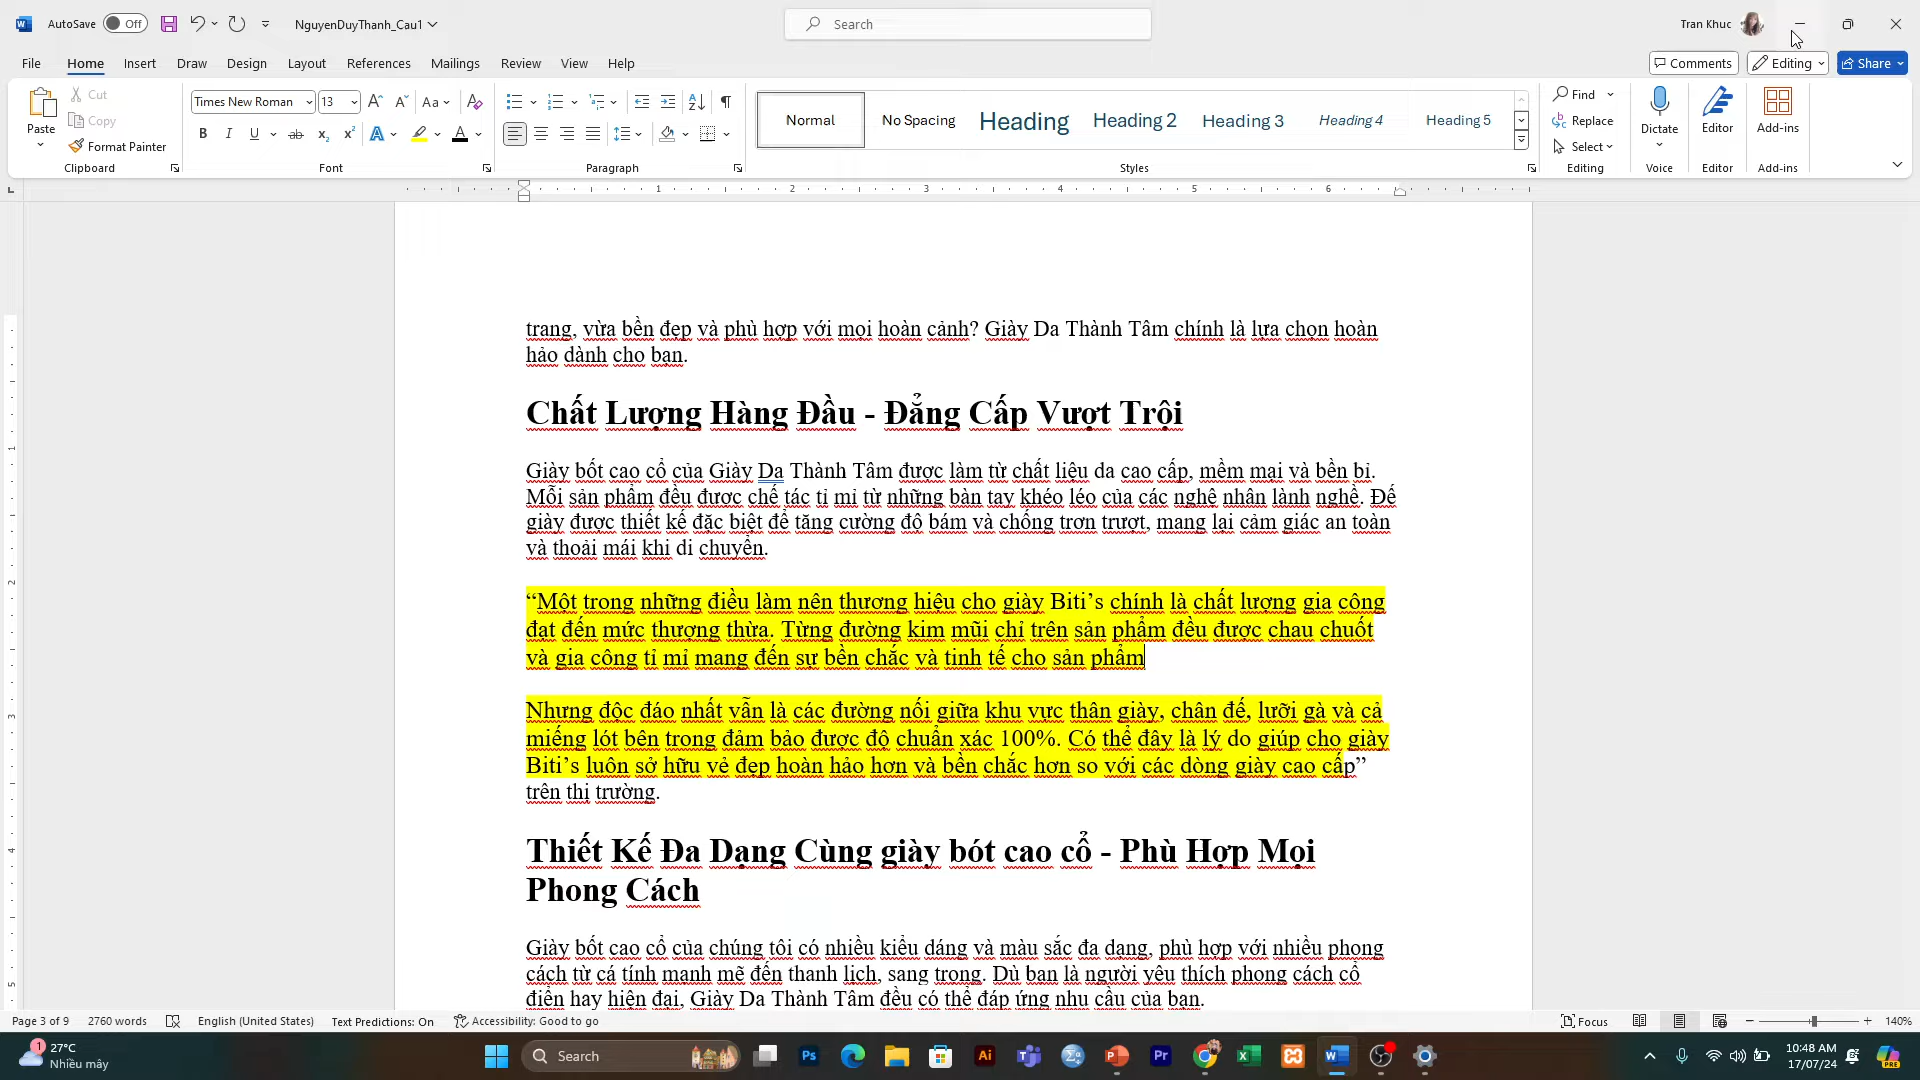 AutoSave Off NguyenDuyThanh_Cau1 Search Tran Khuc
File Home Insert Draw Design Layout References Mailings Review View Help Comments Editing Share
Paste Cut Copy Format Painter Clipboard
Times New Roman 13 Aa Font
Paragraph
Normal No Spacing Heading Heading 2 Heading 3 Heading 4 Heading 5 Styles
Find Replace Select Editing
Dictate Voice
Editor Editor
Add-ins Add-ins
1 2 3 4 5 6
trang, vừa bền đẹp và phù hợp với mọi hoàn cảnh? Giày Da Thành Tâm chính là lựa chọn hoàn
hảo dành cho bạn.
Chất Lượng Hàng Đầu - Đẳng Cấp Vượt Trội
Giày bốt cao cổ của Giày Da Thành Tâm được làm từ chất liệu da cao cấp, mềm mại và bền bỉ.
Mỗi sản phẩm đều được chế tác tỉ mỉ từ những bàn tay khéo léo của các nghệ nhân lành nghề. Đế
giày được thiết kế đặc biệt để tăng cường độ bám và chống trơn trượt, mang lại cảm giác an toàn
và thoải mái khi di chuyển.
“Một trong những điều làm nên thương hiệu cho giày Biti’s chính là chất lượng gia công
đạt đến mức thượng thừa. Từng đường kim mũi chỉ trên sản phẩm đều được chau chuốt
và gia công tỉ mỉ mang đến sự bền chắc và tinh tế cho sản phẩm
Nhưng độc đáo nhất vẫn là các đường nối giữa khu vực thân giày, chân đế, lưỡi gà và cả
miếng lót bên trong đảm bảo được độ chuẩn xác 100%. Có thể đây là lý do giúp cho giày
Biti’s luôn sở hữu vẻ đẹp hoàn hảo hơn và bền chắc hơn so với các dòng giày cao cấp”
trên thị trường.
Thiết Kế Đa Dạng Cùng giày bót cao cổ - Phù Hợp Mọi
Phong Cách
Giày bốt cao cổ của chúng tôi có nhiều kiểu dáng và màu sắc đa dạng, phù hợp với nhiều phong
cách từ cá tính mạnh mẽ đến thanh lịch, sang trọng. Dù bạn là người yêu thích phong cách cổ
điển hay hiện đại, Giày Da Thành Tâm đều có thể đáp ứng nhu cầu của bạn.
1
2
3
4
5
Page 3 of 9 2760 words English (United States) Text Predictions: On Accessibility: Good to go Focus 140%
1 27°C
Nhiều mây
Search
10:48 AM
17/07/24